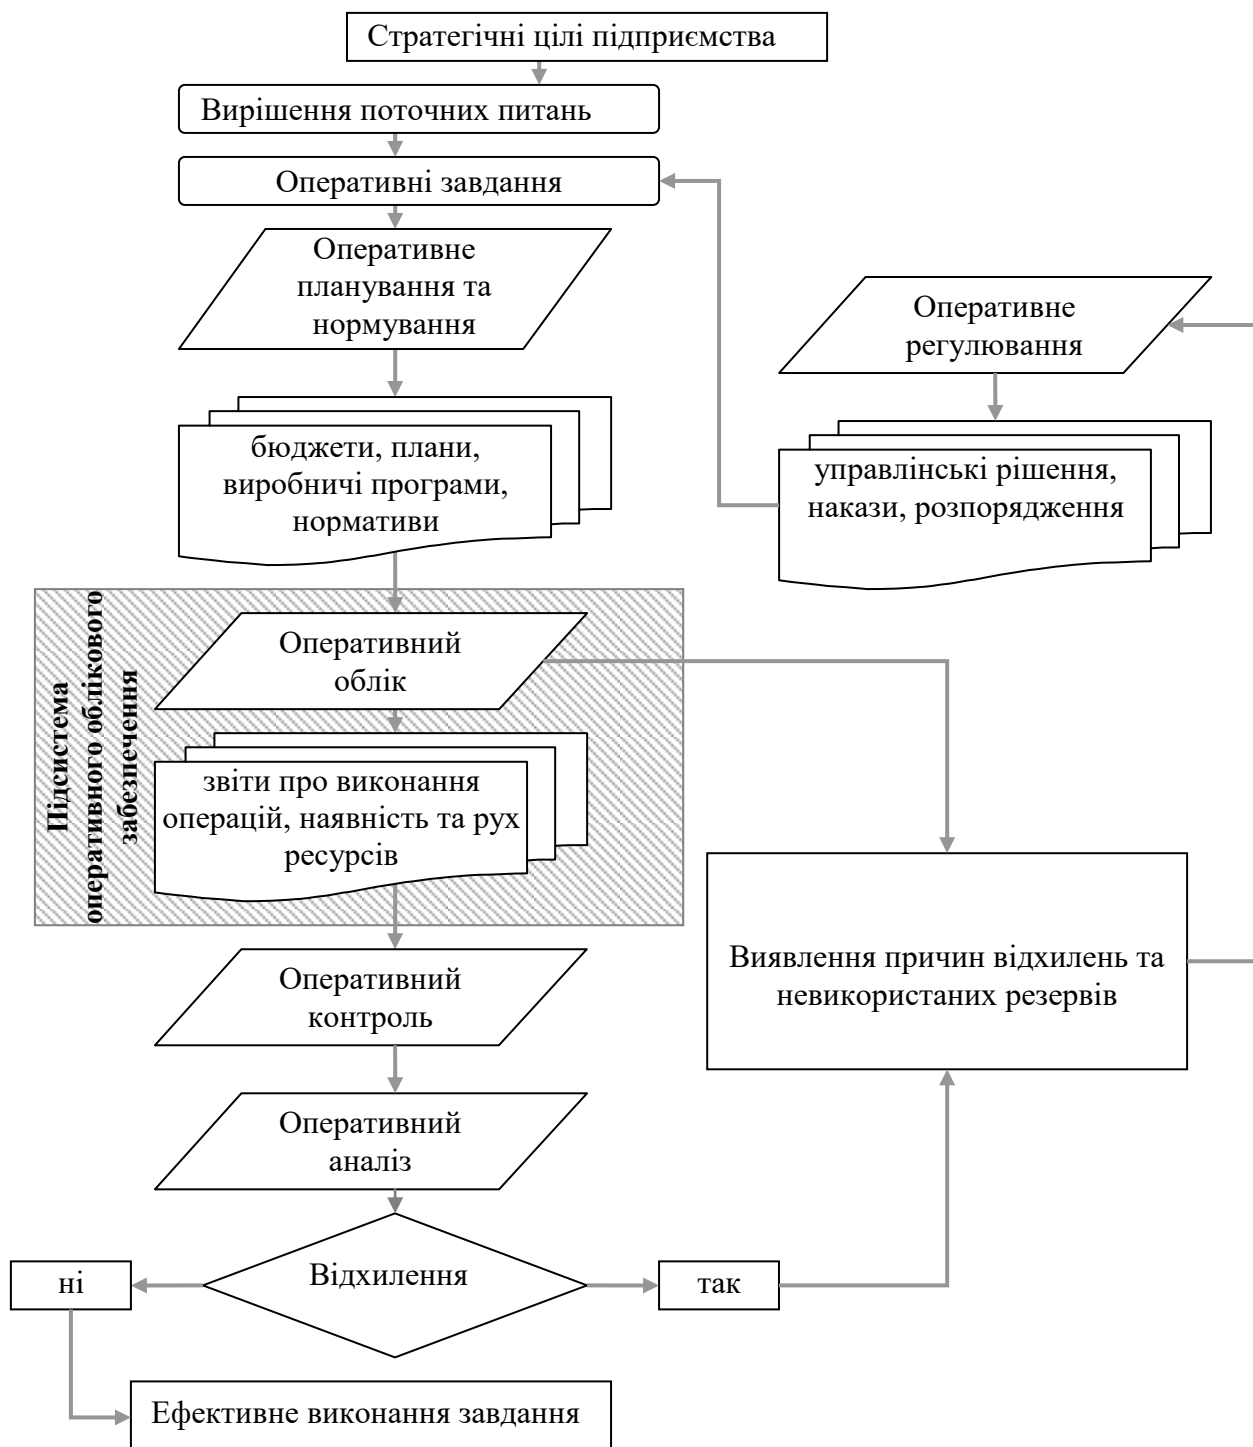 Стратегічні цілі підприємства
Вирішення поточних питань
Оперативні завдання
Оперативне
планування та
нормування
Оперативне
регулювання
бюджети, плани,
виробничі програми,
нормативи
управлінські рішення,
накази, розпорядження
Підсистема
оперативного облікового
забезпечення
Оперативний
облік
звіти про виконання
операцій, наявність та рух
ресурсів
Виявлення причин відхилень та
невикористаних резервів
Оперативний
контроль
Оперативний
аналіз
Відхилення
ні
так
Ефективне виконання завдання